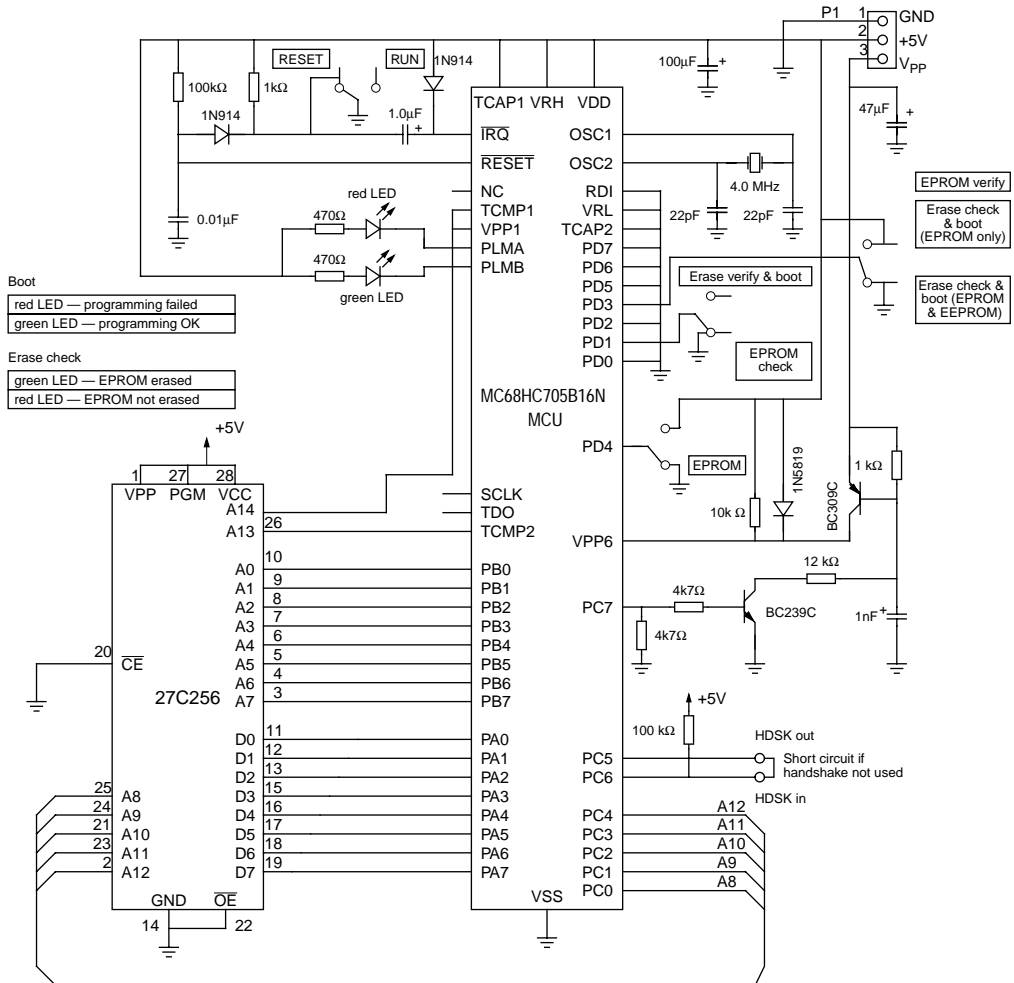 P1
1
GND
2
+5V
3
VPP
RESET
RUN
1N914
100kΩ
1kΩ
1N914
1.0µF
+
100µF
+
47µF
+
TCAP1 VRH VDD
IRQ
RESET
NC
TCMP1
VPP1
PLMA
PLMB
OSC1
OSC2
RDI
VRL
TCAP2
PD7
PD6
PD5
PD3
PD2
PD1
PD0
4.0 MHz
22pF
22pF
0.01µF
red LED
470Ω
470Ω
green LED
EPROM verify
Erase check
& boot
(EPROM only)
Erase check &
boot (EPROM
& EEPROM)
Erase verify & boot
EPROM
check
Boot
red LED — programming failed
green LED — programming OK
Erase check
green LED — EPROM erased
red LED — EPROM not erased
MC68HC705B16N
MCU
PD4
EPROM
+5V
1
27
28
VPP
PGM
VCC
A14
A13
26
SCLK
TDO
TCMP2
VPP6
10k Ω
1N5819
BC309C
1 kΩ
12 kΩ
A0
10
PB0
A1
9
PB1
A2
8
PB2
A3
7
PB3
A4
6
PB4
A5
5
PB5
A6
4
PB6
A7
3
PB7
PC7
4k7Ω
4k7Ω
BC239C
1nF
+
20
CE
27C256
+5V
100 kΩ
HDSK out
Short circuit if
handshake not used
HDSK in
PC5
PC6
D0
11
PA0
D1
12
PA1
D2
13
PA2
D3
15
PA3
D4
16
PA4
D5
17
PA5
D6
18
PA6
D7
19
PA7
25
A8
24
A9
21
A10
23
A11
2
A12
PC4
A12
PC3
A11
PC2
A10
PC1
A9
PC0
A8
GND
OE
14
22
VSS